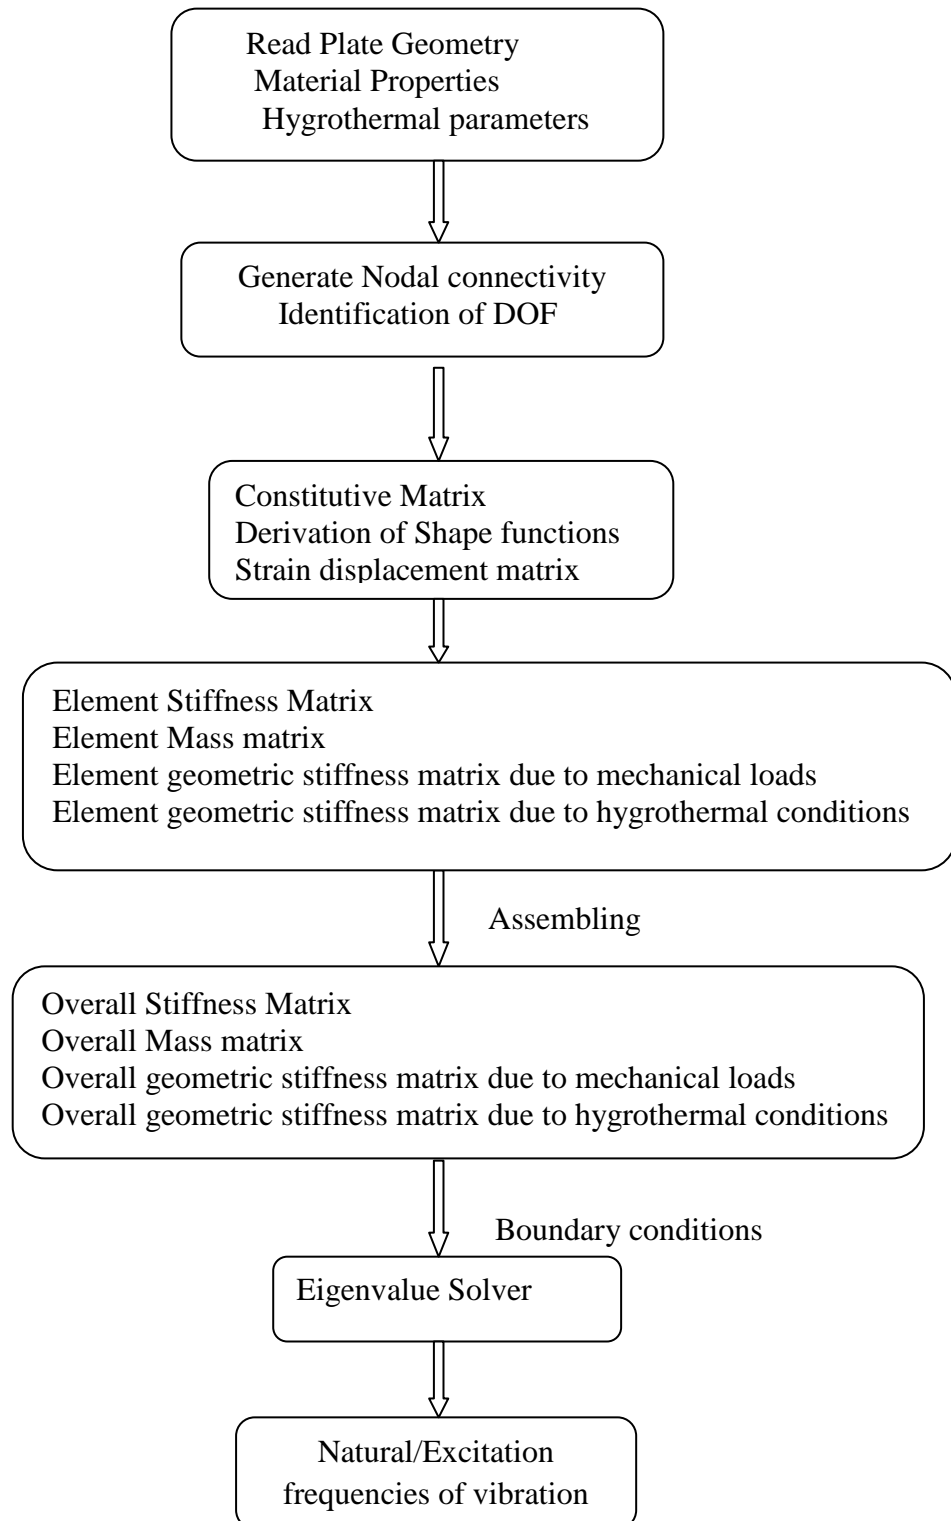 Read Plate Geometry
Material Properties
Hygrothermal parameters
Generate Nodal connectivity
Identification of DOF
Constitutive Matrix
Derivation of Shape functions
Strain displacement matrix
Element Stiffness Matrix
Element Mass matrix
Element geometric stiffness matrix due to mechanical loads
Element geometric stiffness matrix due to hygrothermal conditions
Assembling
Overall Stiffness Matrix
Overall Mass matrix
Overall geometric stiffness matrix due to mechanical loads
Overall geometric stiffness matrix due to hygrothermal conditions
Boundary conditions
Eigenvalue Solver
Natural/Excitation
frequencies of vibration